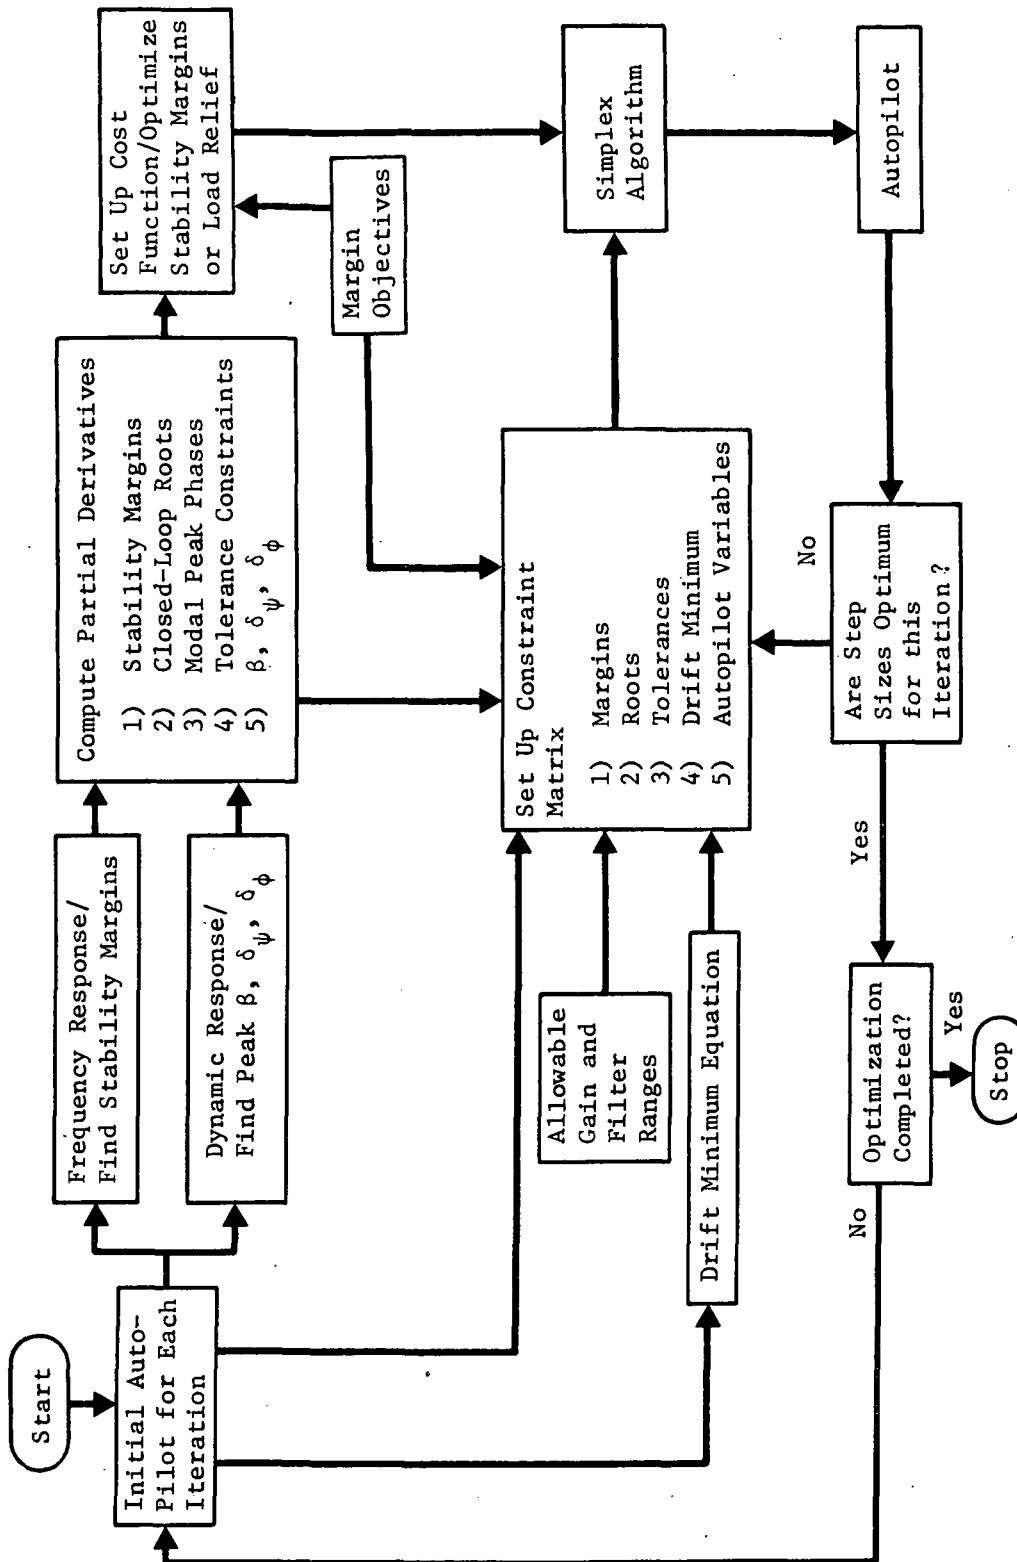 Start
Initial Auto-
Pilot for Each
Iteration
Frequency Response/
Find Stability Margins
Dynamic Response/
Find Peak β, δψ, δϕ
Compute Partial Derivatives
1) Stability Margins
2) Closed-Loop Roots
3) Modal Peak Phases
4) Tolerance Constraints
5) β, δψ, δϕ
Set Up Cost
Function/Optimize
Stability Margins
or Load Relief
Margin
Objectives
Allowable
Gain and
Filter
Ranges
Drift Minimum Equation
Set Up Constraint
Matrix
1) Margins
2) Roots
3) Tolerances
4) Drift Minimum
5) Autopilot Variables
Simplex
Algorithm
Autopilot
No
Are Step
Sizes Optimum
for this
Iteration?
Yes
Optimization
Completed?
No
Yes
Stop